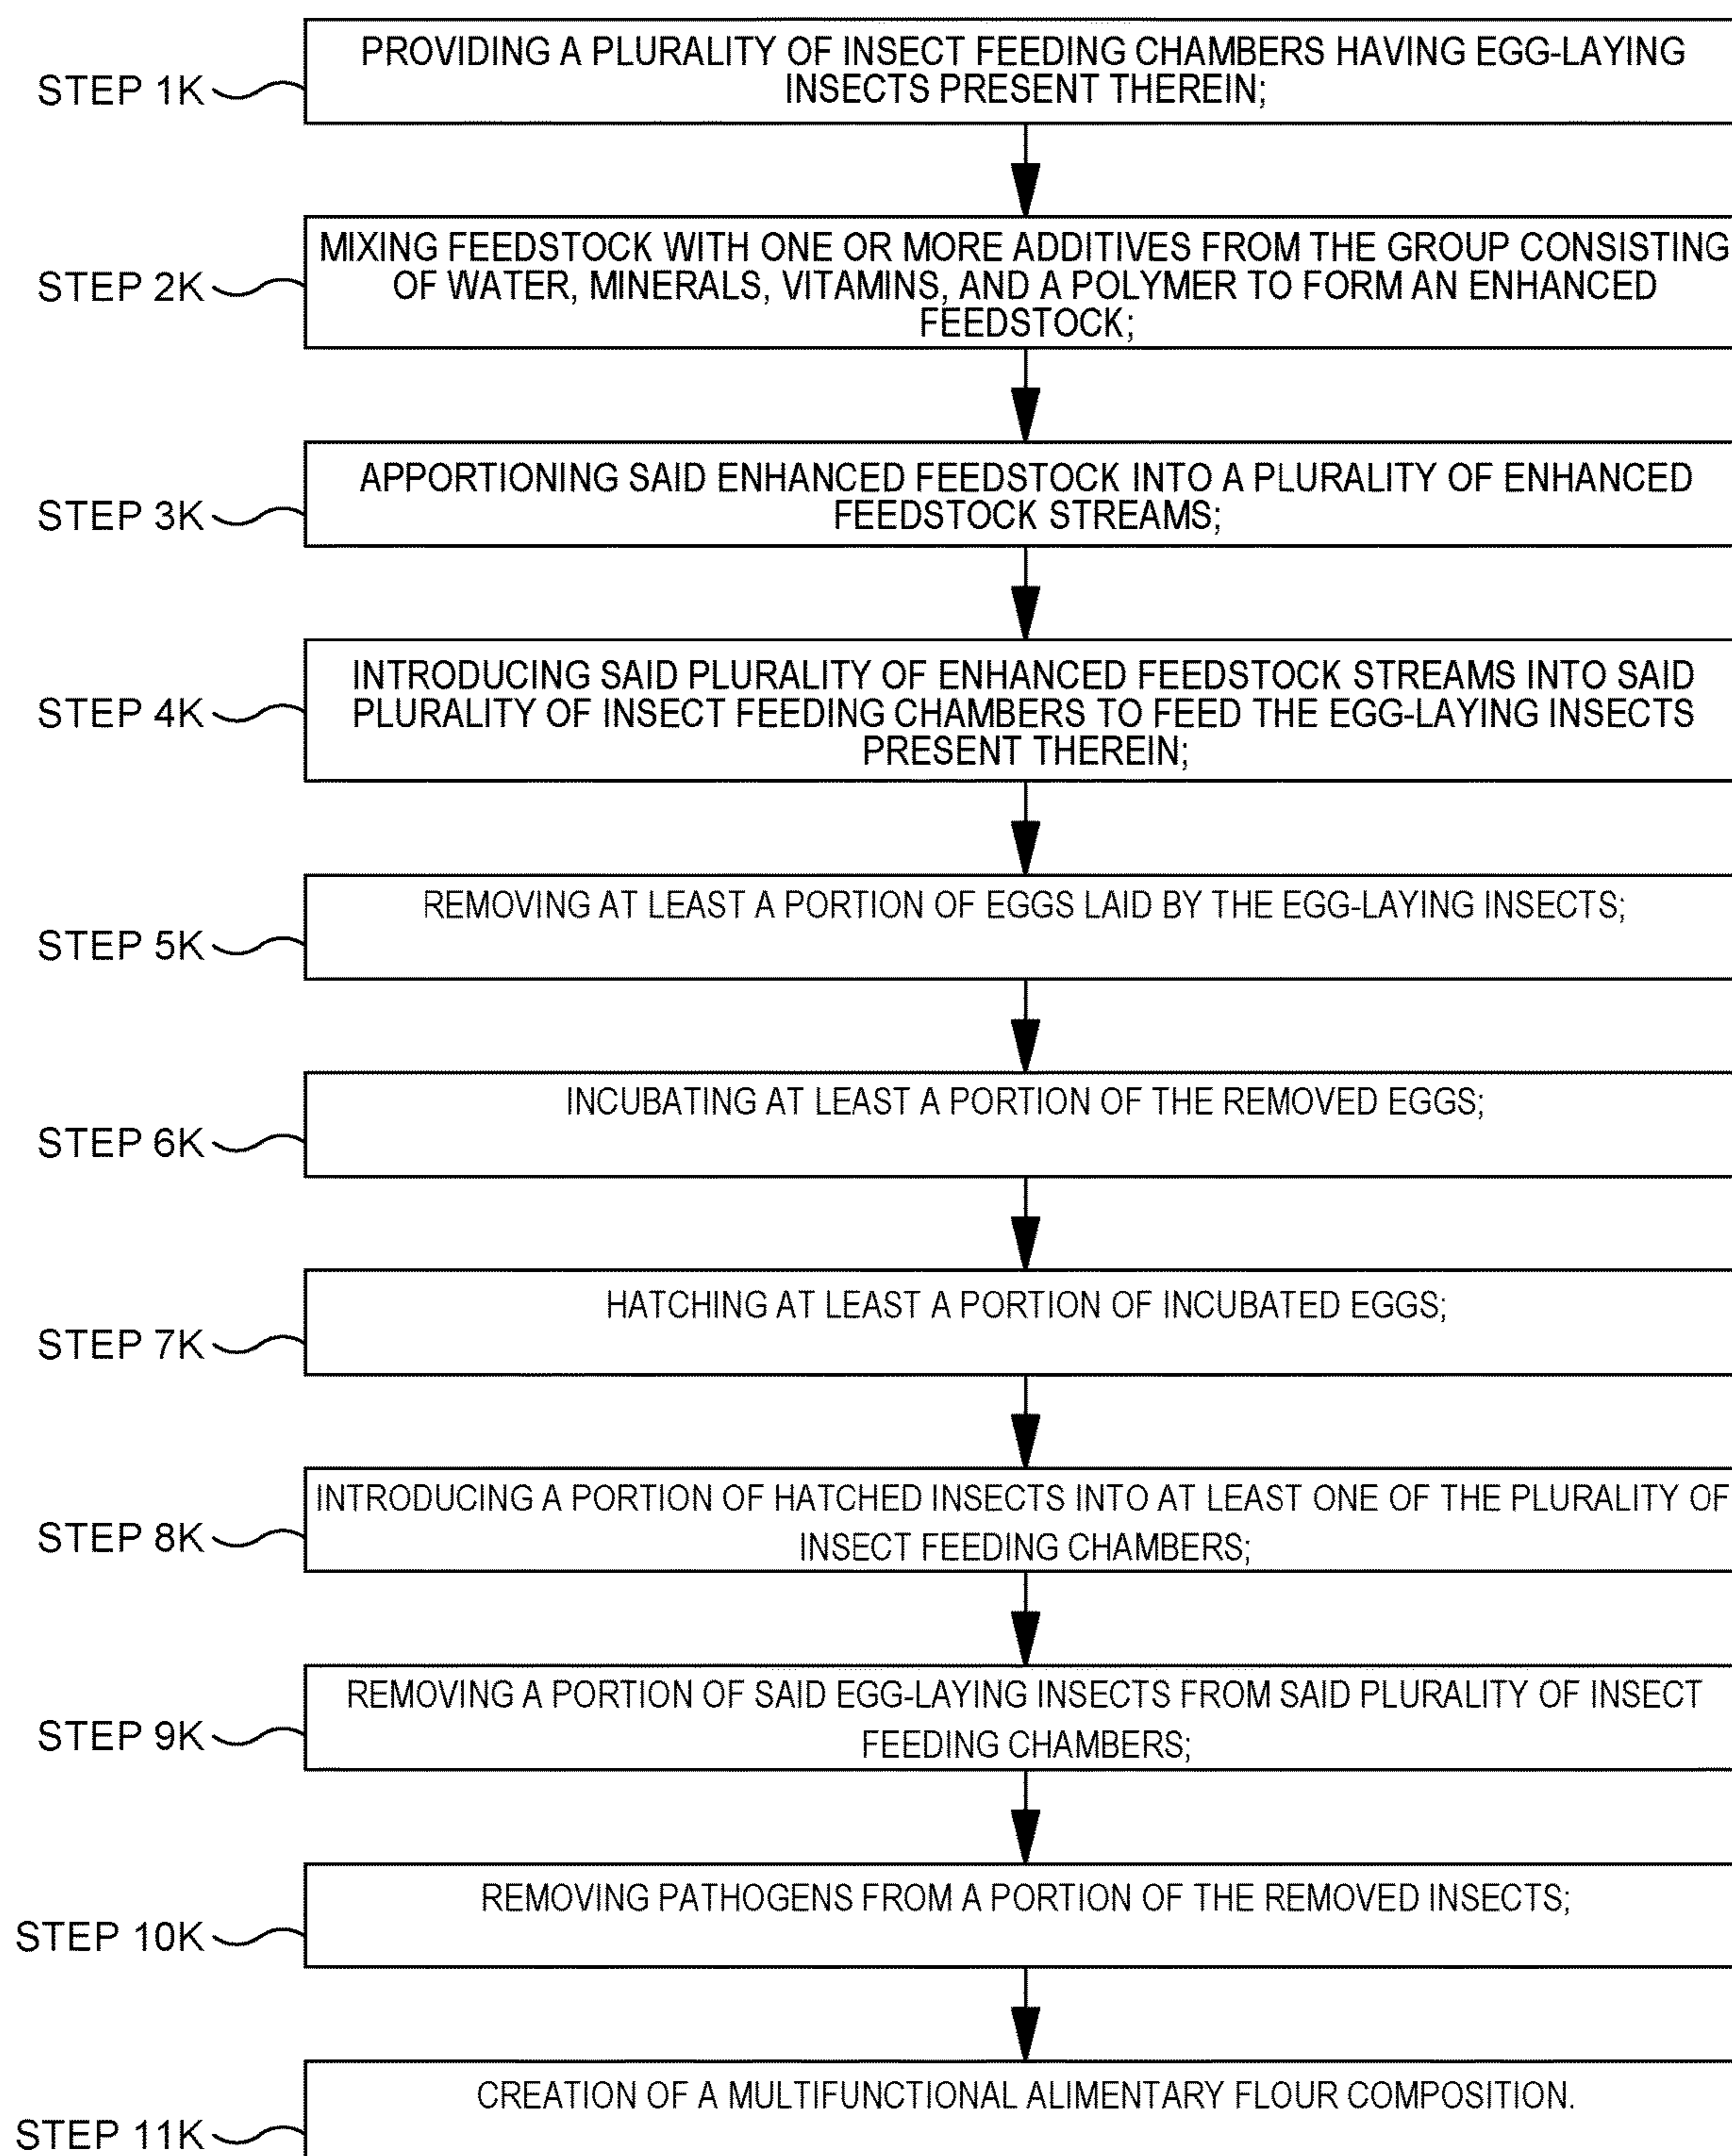 STEP 1K
PROVIDING A PLURALITY OF INSECT FEEDING CHAMBERS HAVING EGG-LAYING
INSECTS PRESENT THEREIN;
STEP 2K
MIXING FEEDSTOCK WITH ONE OR MORE ADDITIVES FROM THE GROUP CONSISTING
OF WATER, MINERALS, VITAMINS, AND A POLYMER TO FORM AN ENHANCED
FEEDSTOCK;
STEP 3K
APPORTIONING SAID ENHANCED FEEDSTOCK INTO A PLURALITY OF ENHANCED
FEEDSTOCK STREAMS;
STEP 4K
INTRODUCING SAID PLURALITY OF ENHANCED FEEDSTOCK STREAMS INTO SAID
PLURALITY OF INSECT FEEDING CHAMBERS TO FEED THE EGG-LAYING INSECTS
PRESENT THEREIN;
STEP 5K
REMOVING AT LEAST A PORTION OF EGGS LAID BY THE EGG-LAYING INSECTS;
STEP 6K
INCUBATING AT LEAST A PORTION OF THE REMOVED EGGS;
STEP 7K
HATCHING AT LEAST A PORTION OF INCUBATED EGGS;
STEP 8K
INTRODUCING A PORTION OF HATCHED INSECTS INTO AT LEAST ONE OF THE PLURALITY OF
INSECT FEEDING CHAMBERS;
STEP 9K
REMOVING A PORTION OF SAID EGG-LAYING INSECTS FROM SAID PLURALITY OF INSECT
FEEDING CHAMBERS;
STEP 10K
REMOVING PATHOGENS FROM A PORTION OF THE REMOVED INSECTS;
STEP 11K
CREATION OF A MULTIFUNCTIONAL ALIMENTARY FLOUR COMPOSITION.